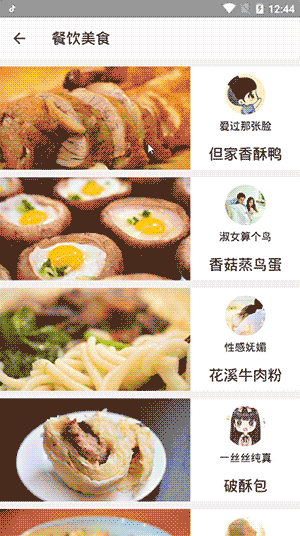 12:44
餐饮美食
爱过那张脸
但家香酥鸭
淑女算个鸟
香菇蒸鸟蛋
性感妩媚
花溪牛肉粉
一丝丝纯真
破酥包